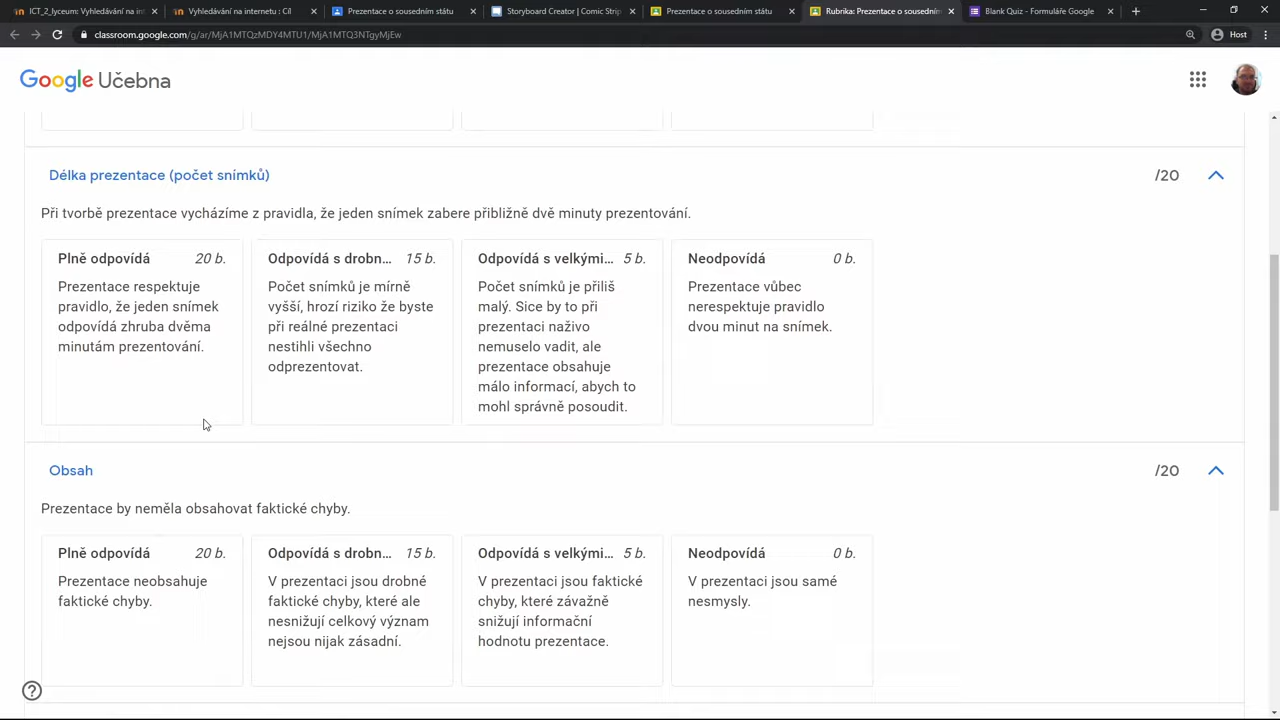 ICT_2_lyceum: Vyhledávání na in
Vyhledávání na internetu : Cíl
Prezentace o sousedním státu
Storyboard Creator | Comic Strip
Prezentace o sousedním státu
Rubrika: Prezentace o sousedním
Blank Quiz - Formuláře Google
classroom.google.com/g/ar/MjA1MTQzMDY4MTU1/MjA1MTQ3NTgyMjEw
Host
Google Učebna
Délka prezentace (počet snímků)
/20
Při tvorbě prezentace vycházíme z pravidla, že jeden snímek zabere přibližně dvě minuty prezentování.
Plně odpovídá 20 b.
Prezentace respektuje
pravidlo, že jeden snímek
odpovídá zhruba dvěma
minutám prezentování.
Odpovídá s drobn... 15 b.
Počet snímků je mírně
vyšší, hrozí riziko že byste
při reálné prezentaci
nestihli všechno
odprezentovat.
Odpovídá s velkými... 5 b.
Počet snímků je příliš
malý. Sice by to při
prezentaci naživo
nemuselo vadit, ale
prezentace obsahuje
málo informací, abych to
mohl správně posoudit.
Neodpovídá 0 b.
Prezentace vůbec
nerespektuje pravidlo
dvou minut na snímek.
Obsah
/20
Prezentace by neměla obsahovat faktické chyby.
Plně odpovídá 20 b.
Prezentace neobsahuje
faktické chyby.
Odpovídá s drobn... 15 b.
V prezentaci jsou drobné
faktické chyby, které ale
nesnižují celkový význam
nejsou nijak zásadní.
Odpovídá s velkými... 5 b.
V prezentaci jsou faktické
chyby, které závažně
snižují informační
hodnotu prezentace.
Neodpovídá 0 b.
V prezentaci jsou samé
nesmysly.